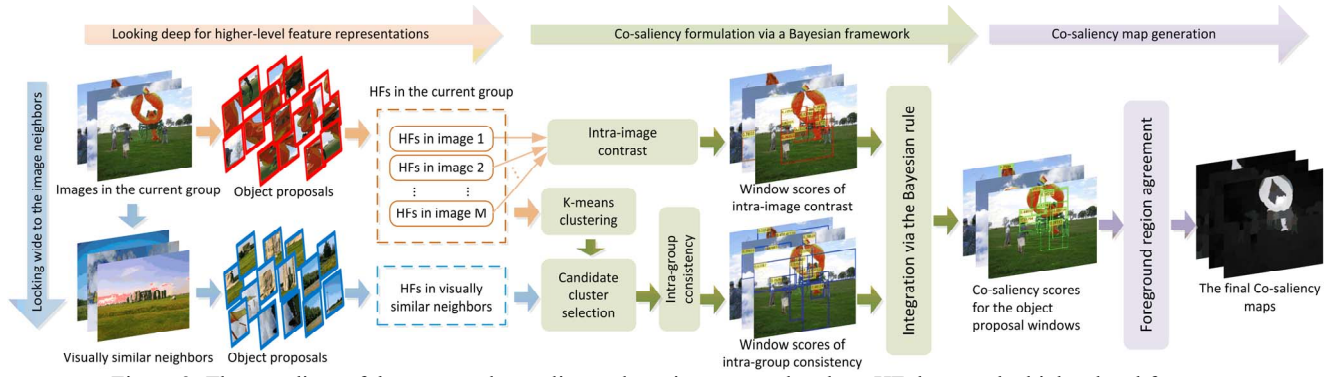 Looking deep for higher-level feature representations
Co-saliency formulation via a Bayesian framework
Co-saliency map generation
Looking wide to the image neighbors
Images in the current group
Object proposals
HFs in the current group
HFs in image 1
HFs in image 2
⋮ ⋮
HFs in image M
Intra-image
contrast
Window scores of
intra-image contrast
K-means
clustering
Candidate
cluster
selection
Intra-group
consistency
Visually similar neighbors
Object proposals
HFs in visually
similar neighbors
Window scores of
intra-group consistency
Integration via the Bayesian rule
Co-saliency scores
for the object
proposal windows
Foreground region agreement
The final Co-saliency
maps